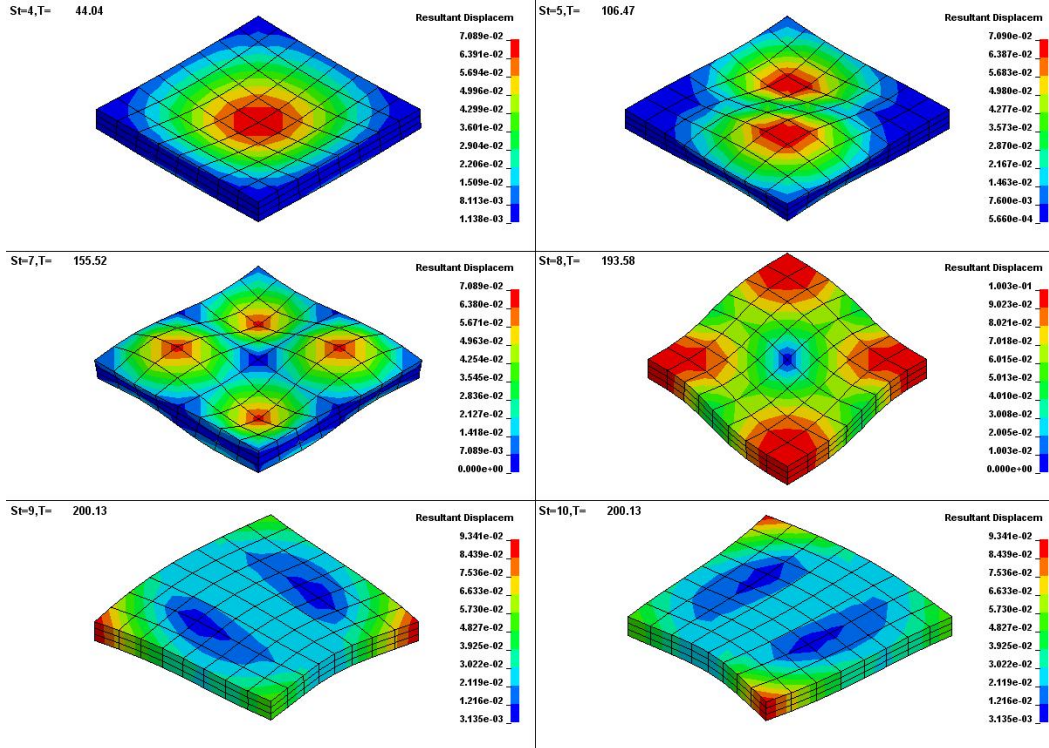 St=4,T= 44.04
Resultant Displacem
7.089e-02
6.391e-02
5.694e-02
4.996e-02
4.299e-02
3.601e-02
2.904e-02
2.206e-02
1.509e-02
8.113e-03
1.138e-03
St=5,T= 106.47
Resultant Displacem
7.090e-02
6.387e-02
5.683e-02
4.980e-02
4.277e-02
3.573e-02
2.870e-02
2.167e-02
1.463e-02
7.600e-03
5.660e-04
St=7,T= 155.52
Resultant Displacem
7.089e-02
6.380e-02
5.671e-02
4.963e-02
4.254e-02
3.545e-02
2.836e-02
2.127e-02
1.418e-02
7.089e-03
0.000e+00
St=8,T= 193.58
Resultant Displacem
1.003e-01
9.023e-02
8.021e-02
7.018e-02
6.015e-02
5.013e-02
4.010e-02
3.008e-02
2.005e-02
1.003e-02
0.000e+00
St=9,T= 200.13
Resultant Displacem
9.341e-02
8.439e-02
7.536e-02
6.633e-02
5.730e-02
4.827e-02
3.925e-02
3.022e-02
2.119e-02
1.216e-02
3.135e-03
St=10,T= 200.13
Resultant Displacem
9.341e-02
8.439e-02
7.536e-02
6.633e-02
5.730e-02
4.827e-02
3.925e-02
3.022e-02
2.119e-02
1.216e-02
3.135e-03